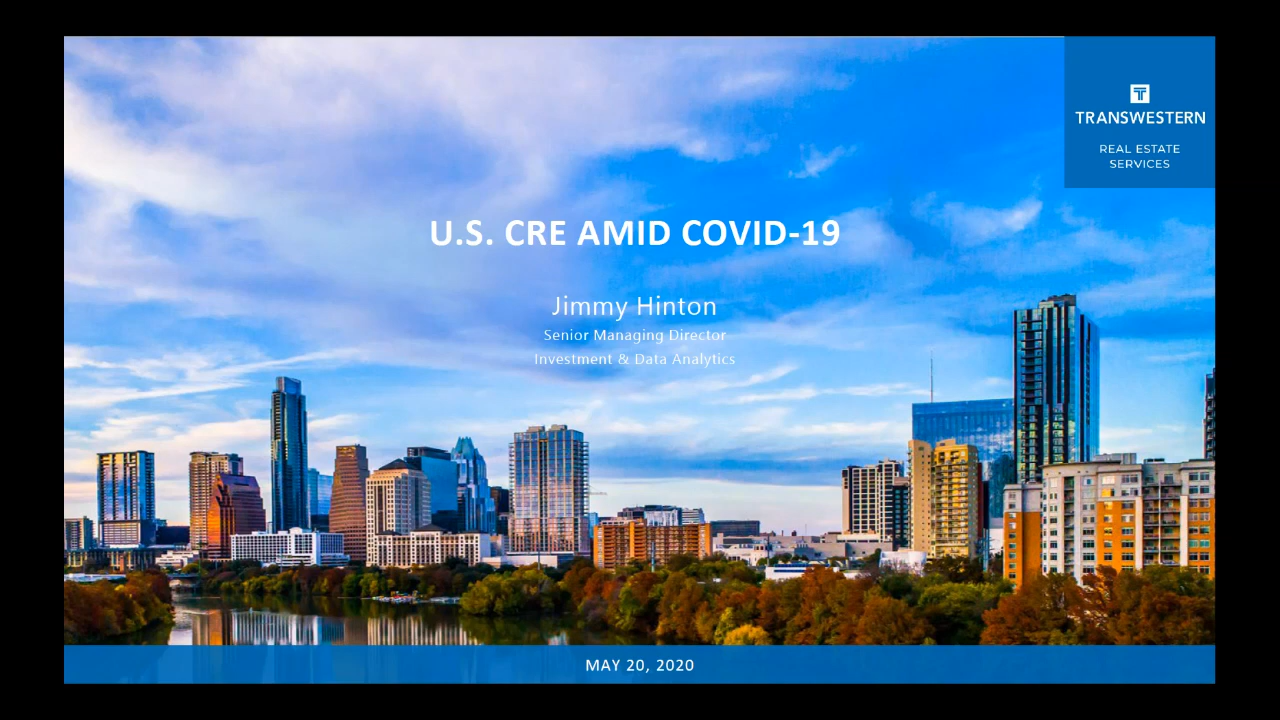 TRANSWESTERN
REAL ESTATE
SERVICES
U.S. CRE AMID COVID-19
Jimmy Hinton
Senior Managing Director
Investment & Data Analytics
MAY 20, 2020